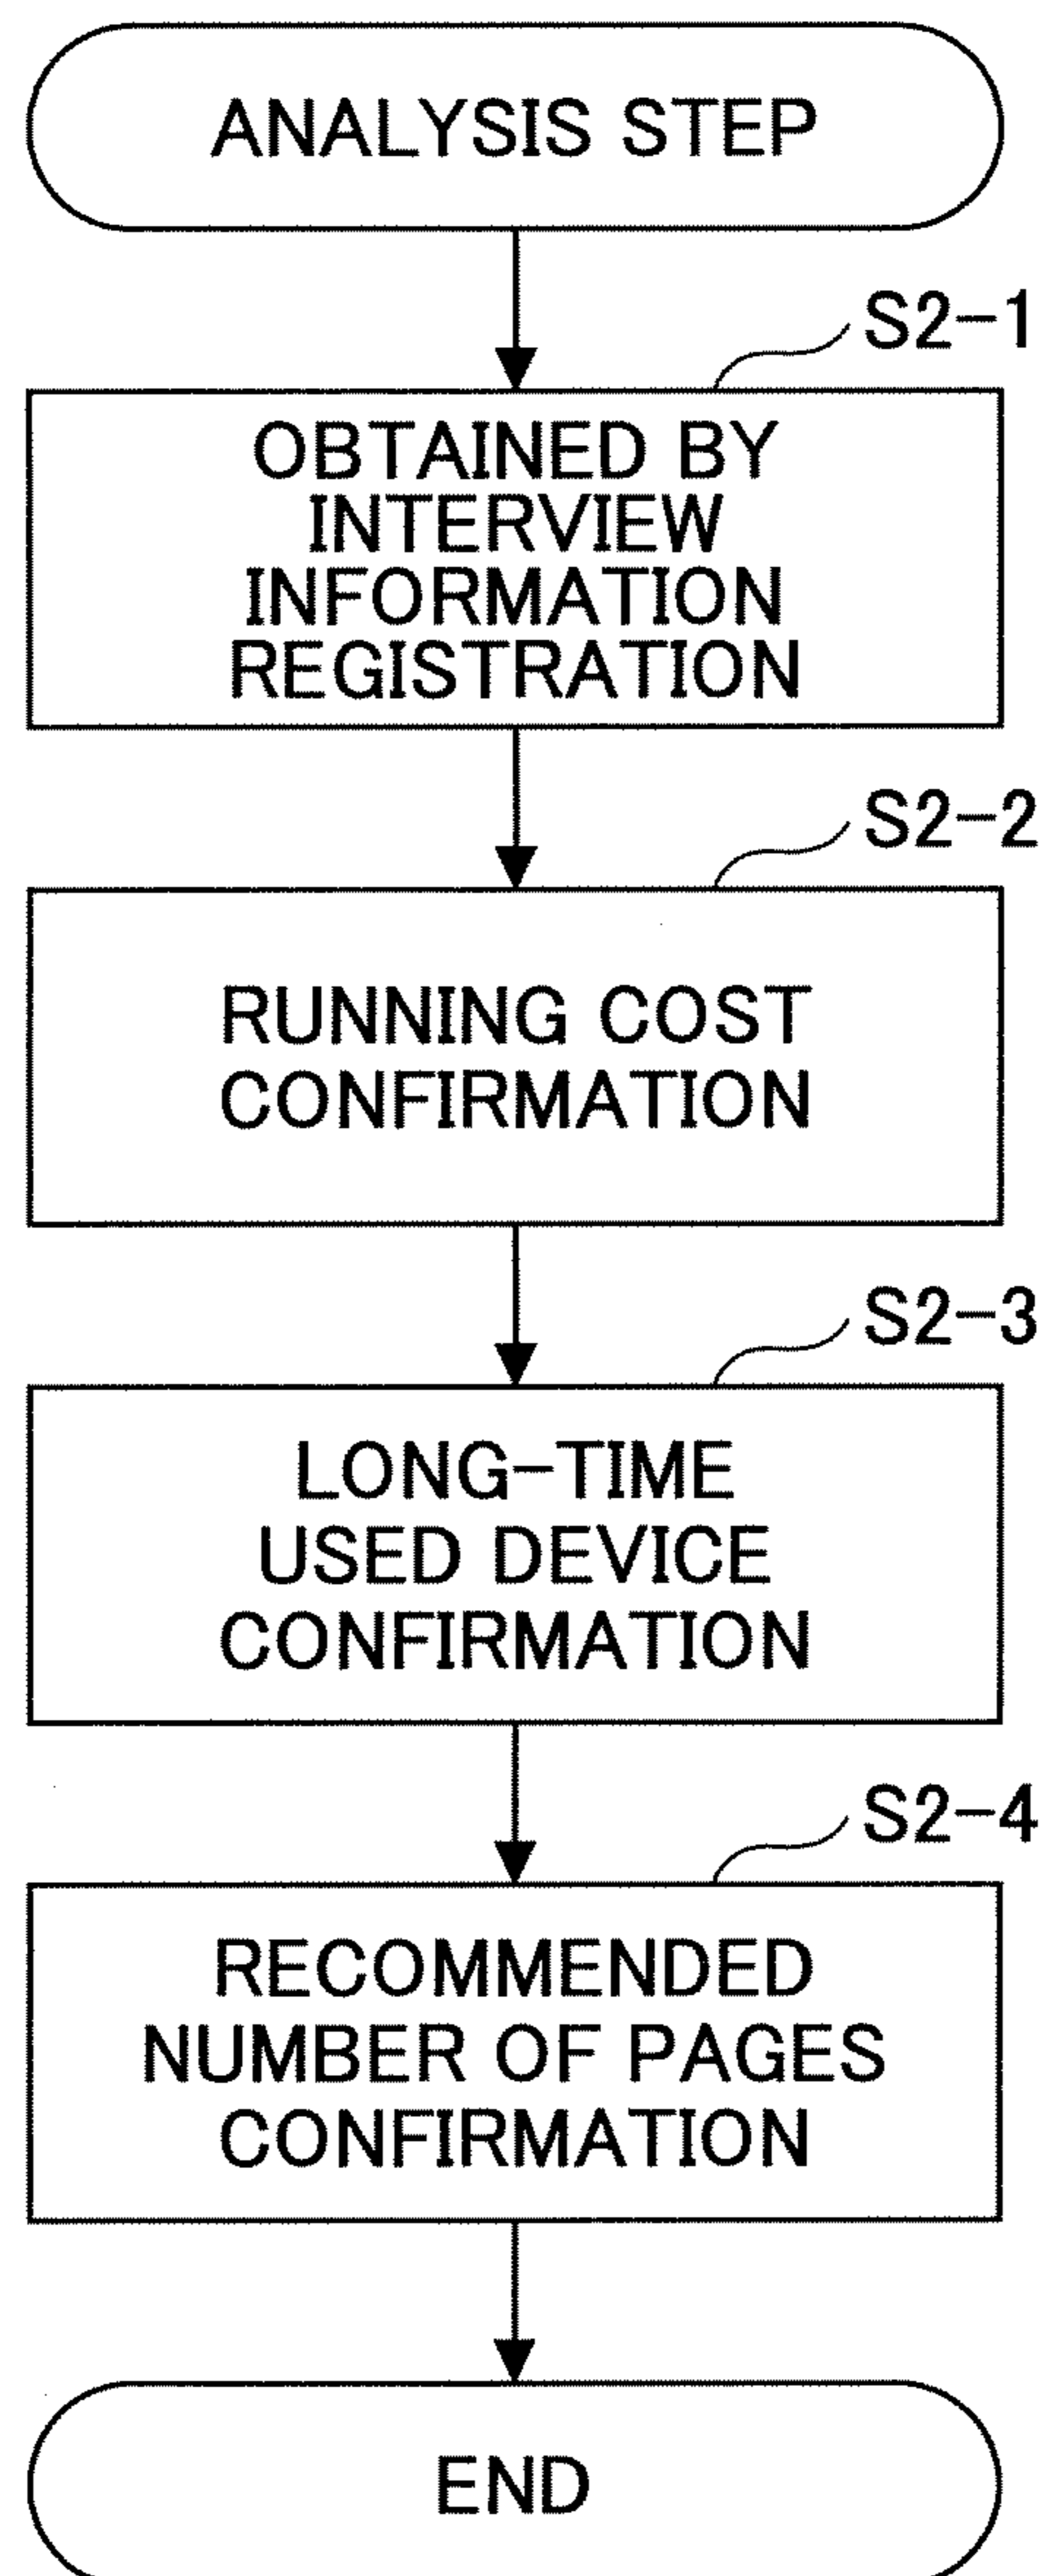 ANALYSIS STEP
S2-1
OBTAINED BY
INTERVIEW
INFORMATION
REGISTRATION
S2-2
RUNNING COST
CONFIRMATION
S2-3
LONG-TIME
USED DEVICE
CONFIRMATION
S2-4
RECOMMENDED
NUMBER OF PAGES
CONFIRMATION
END